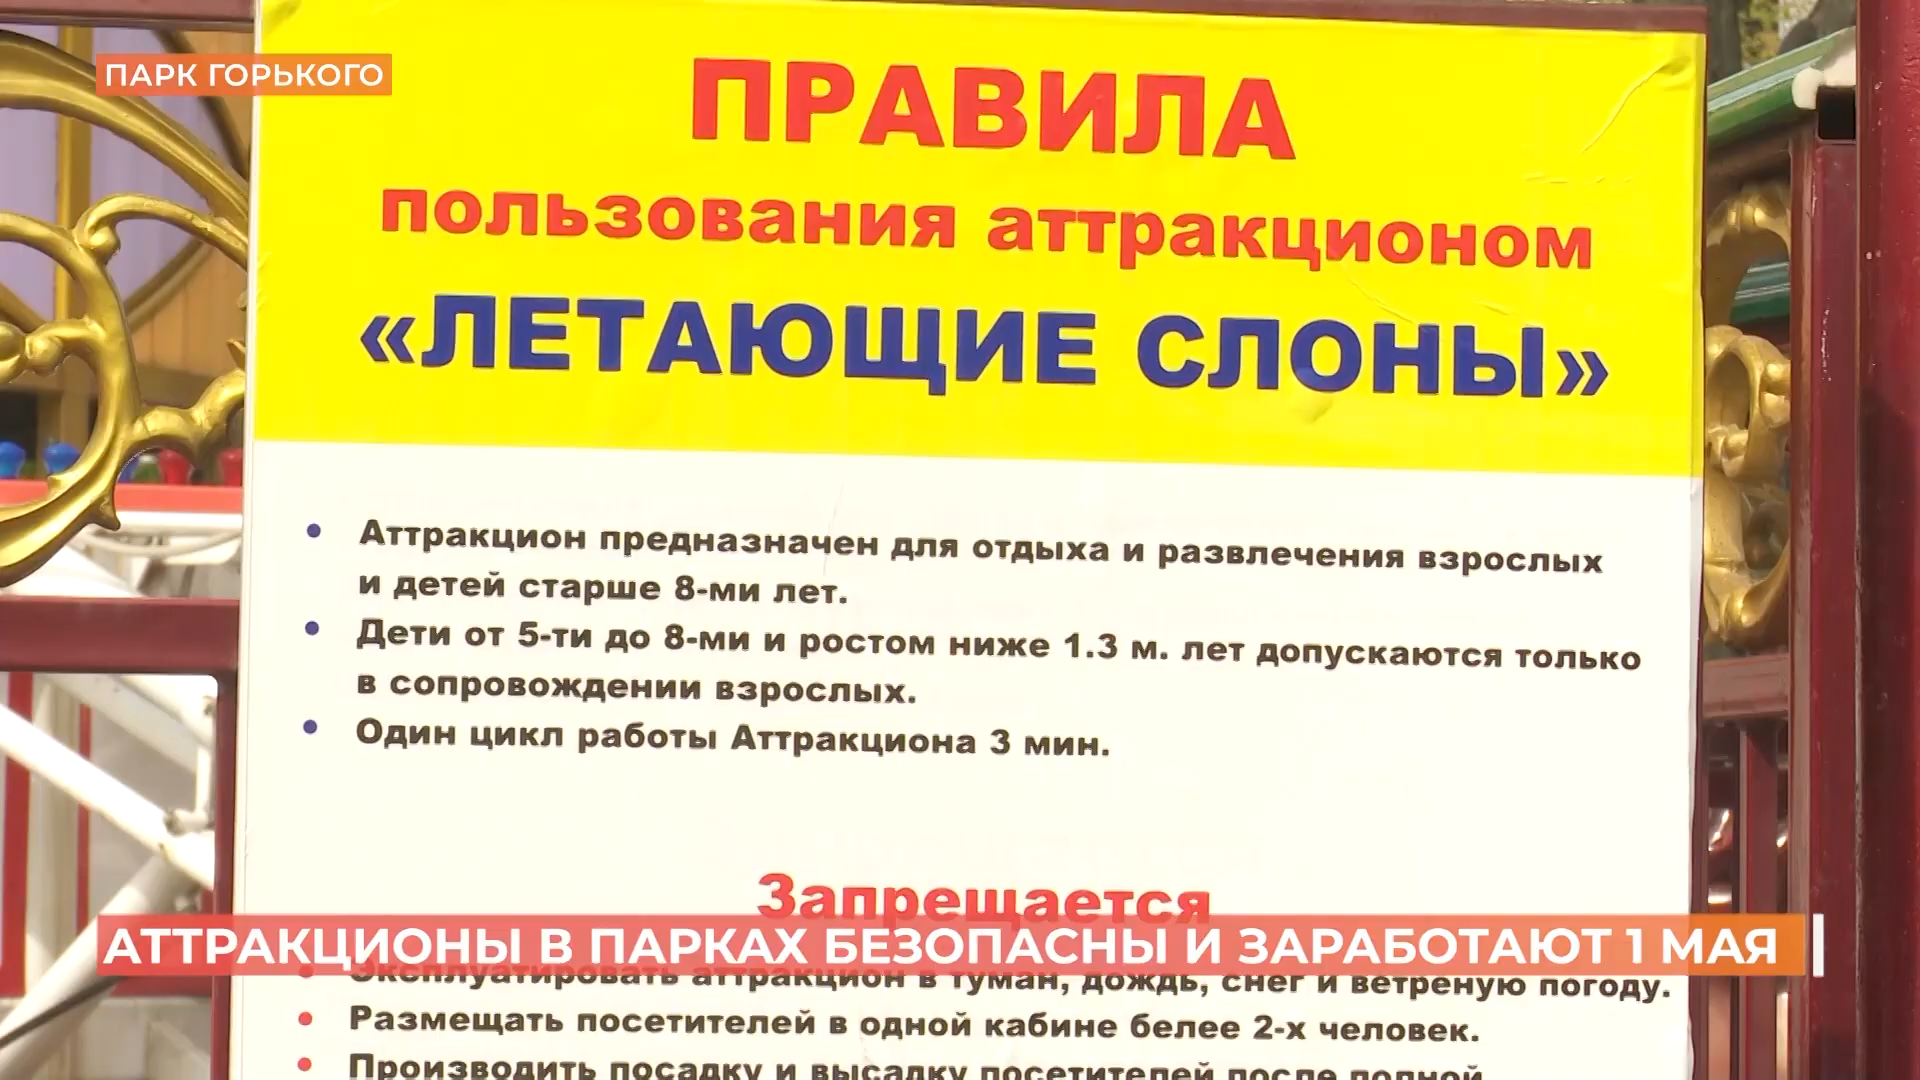 ПАРК ГОРЬКОГО
ПРАВИЛА
пользования аттракционом
«ЛЕТАЮЩИЕ СЛОНЫ»
• Аттракцион предназначен для отдыха и развлечения взрослых
и детей старше 8-ми лет.
• Дети от 5-ти до 8-ми и ростом ниже 1.3 м. лет допускаются только
в сопровождении взрослых.
• Один цикл работы Аттракциона 3 мин.
Запрещается
АТТРАКЦИОНЫ В ПАРКАХ БЕЗОПАСНЫ И ЗАРАБОТАЮТ 1 МАЯ
• Эксплуатировать аттракцион в туман, дождь, снег и ветреную погоду.
• Размещать посетителей в одной кабине белее 2-х человек.
• Производить посадку и высадку посетителей после полной